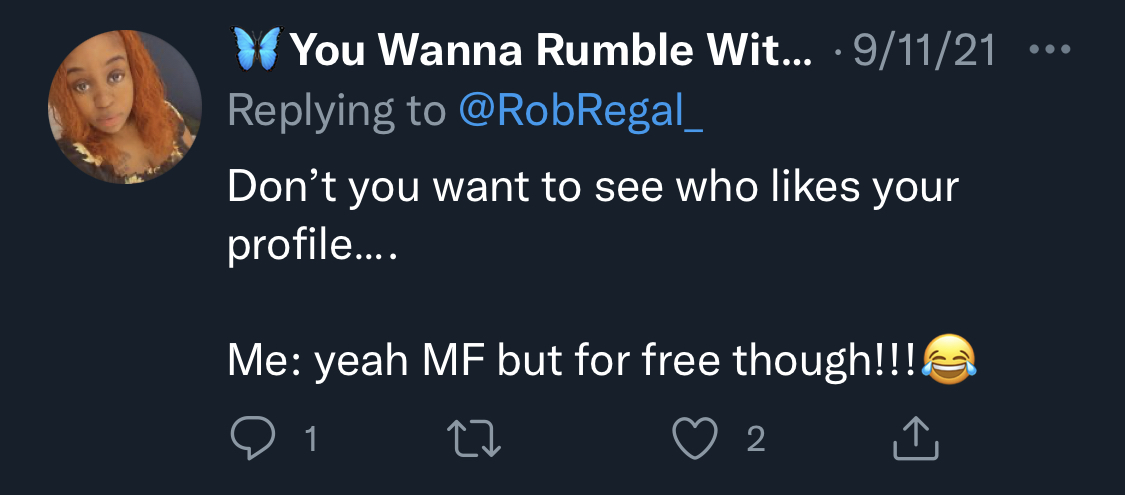 🦋You Wanna Rumble Wit... · 9/11/21
Replying to @RobRegal_
Don’t you want to see who likes your
profile….
Me: yeah MF but for free though!!!😂
1 2